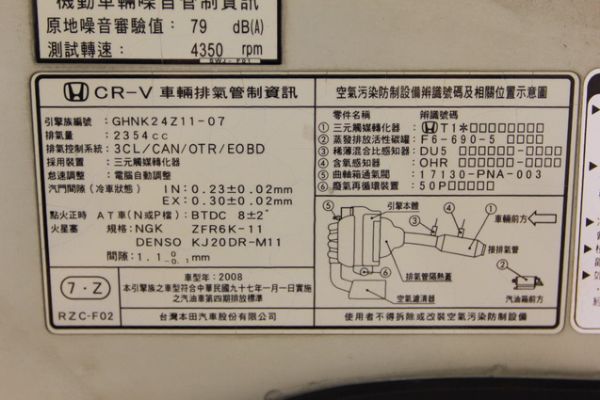 機動車輛噪音管制資訊
原地噪音審驗值： 79 dB(A)
測試轉速： 4350 rpm
HONDA CR-V 車輛排氣管制資訊
引擎族編號：GHNK24Z11-07
排氣量：2354cc
排氣控制系統：3CL/CAN/OTR/EOBD
採用裝置：三元觸媒轉化器
怠速調整：電腦自動調整
汽門間隙（冷車狀態） IN：0.23±0.02mm
EX：0.30±0.02mm
點火正時 AT車(N或P檔)：BTDC 8±2°
火星塞 規格：NGK ZFR6K-11
DENSO KJ20DR-M11
間隙：1.1 0 -0.1 mm
7・Z
RZC-F02
車型年：2008
本引擎族之車型符合中華民國九十七年一月一日實施
之汽油車第四期排放標準
台灣本田汽車股份有限公司
空氣污染防制設備辨識號碼及相關位置示意圖
零件名稱 辨識號碼
①三元觸媒轉化器：T1*□□□□□□□□
②蒸發排放活性碳罐：F6-690-5 □□□□
③稀薄混合比感知器：DU5 □□□□□□□□
④含氧感知器：OHR □□□□□□□□
⑤曲軸箱通氣閥：17130-PNA-003
⑥廢氣再循環裝置：50P□□□□□
引擎本體
④
③
①
車輛前方
⑤
接排氣管
排氣管隔熱蓋
⑥
②
空氣濾清器
汽油箱前方
使用者不得拆除或改裝空氣污染防制設備